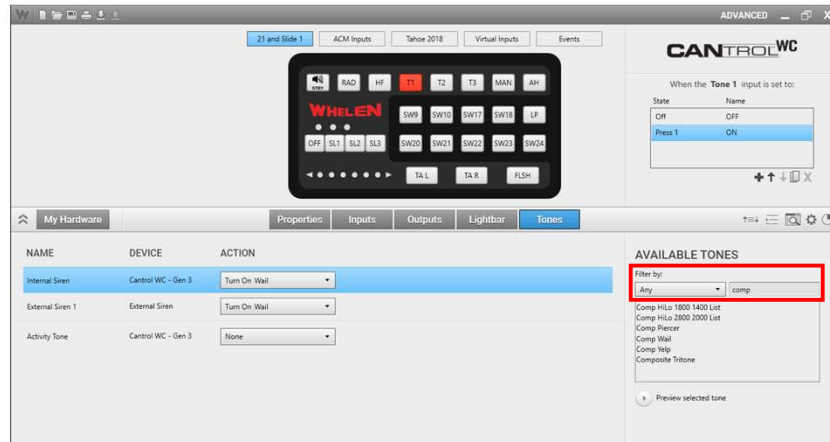 W ADVANCED X
21 and Slide 1 ACM Inputs Tahoe 2018 Virtual Inputs Events
CANTROLWC
When the Tone 1 input is set to:
State Name
Off OFF
Press 1 ON
STBY RAD HF T1 T2 T3 MAN AH
WHELEN SW9 SW10 SW17 SW18 LP
OFF SL1 SL2 SL3 SW20 SW21 SW22 SW23 SW24
TA L TA R FLSH
My Hardware Properties Inputs Outputs Lightbar Tones
NAME DEVICE ACTION
Internal Siren Cantrol WC - Gen 3 Turn On Wail
External Siren 1 External Siren Turn On Wail
Activity Tone Cantrol WC - Gen 3 None
AVAILABLE TONES
Filter by:
Any comp
Comp HiLo 1800 1400 List
Comp HiLo 2800 2000 List
Comp Piercer
Comp Wail
Comp Yelp
Composite Tritone
Preview selected tone